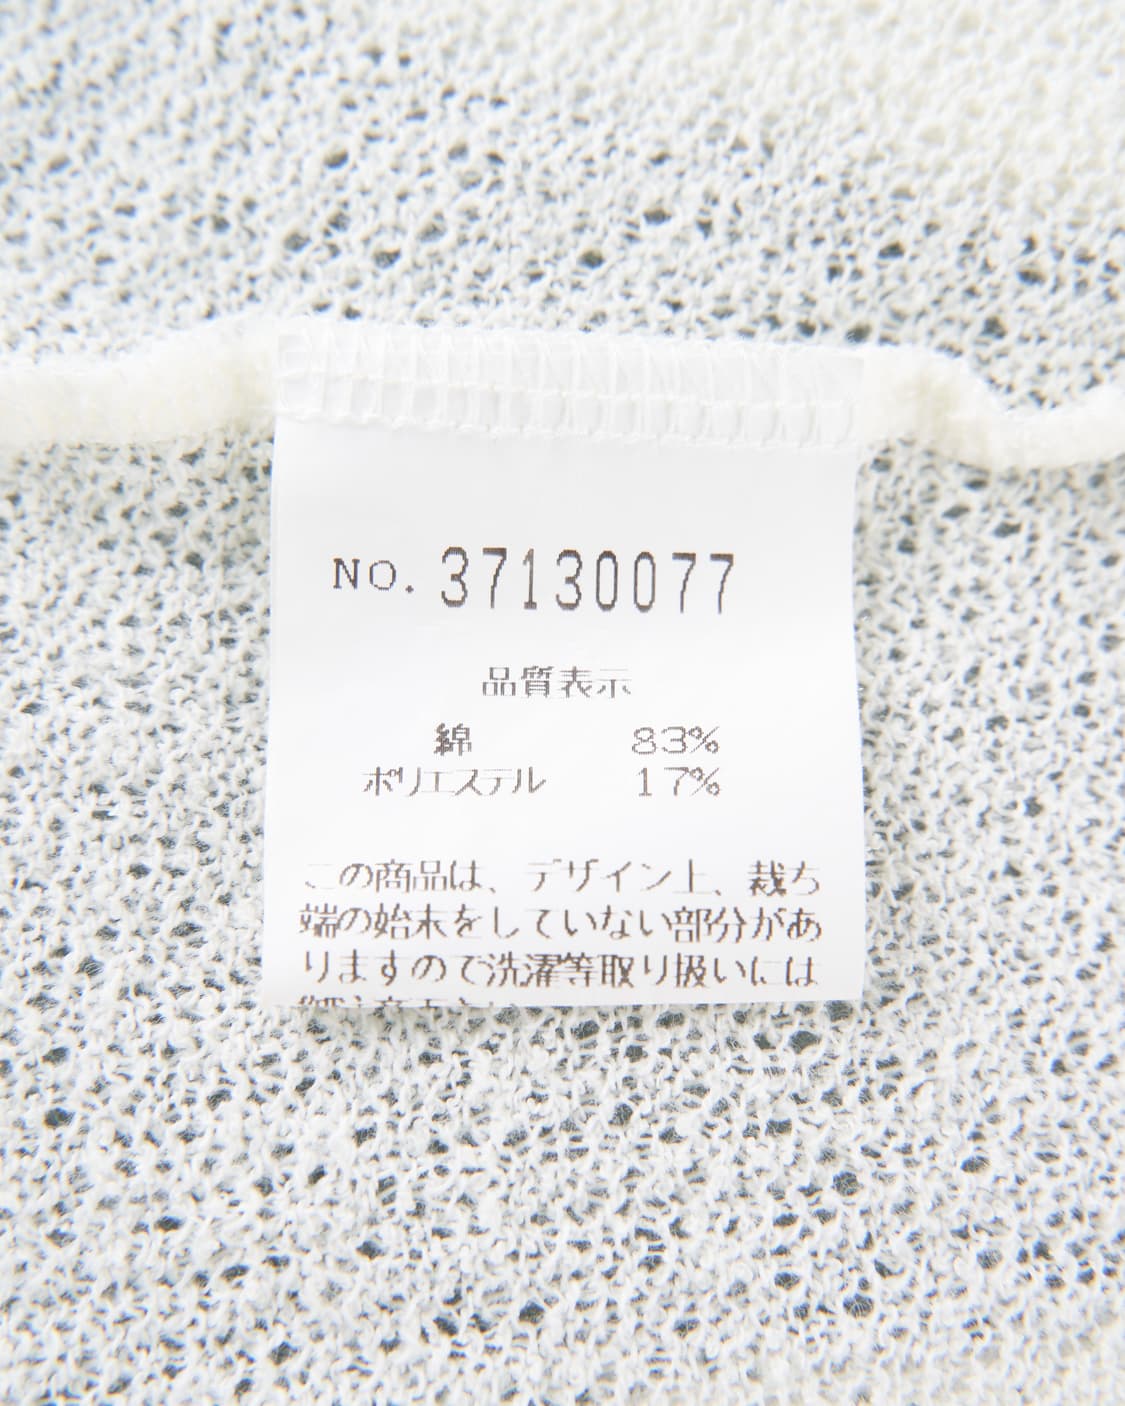 NO. 37130077
品質表示
綿 83%
ポリエステル 17%
この商品は、デザイン上、裁ち
端の始末をしていない部分があ
りますので洗濯等取り扱いには